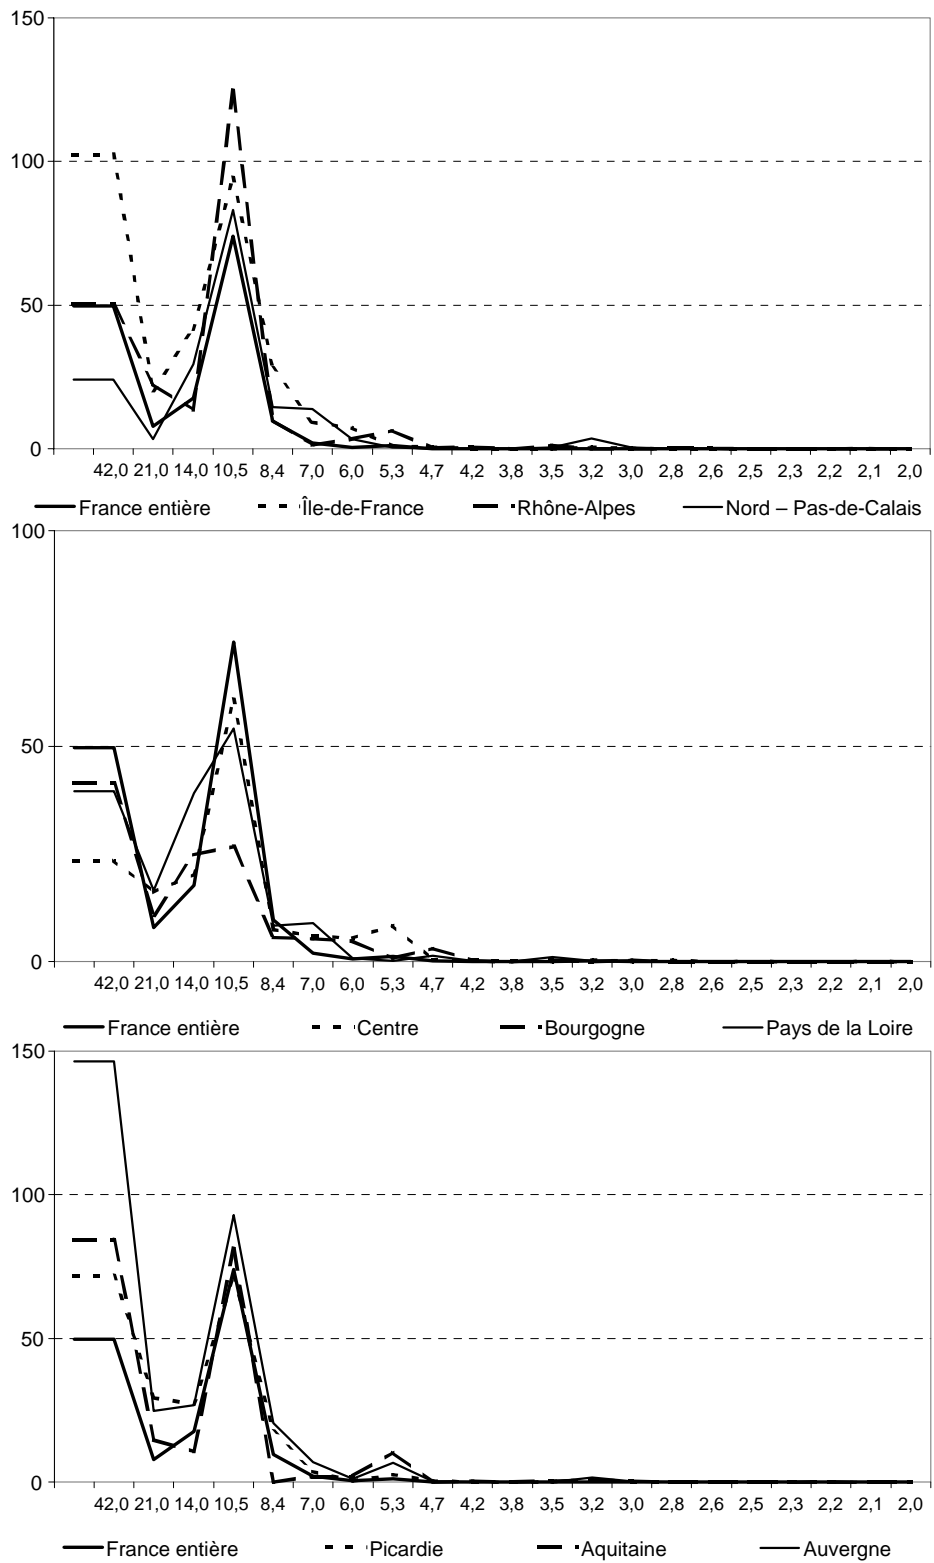 150
100
50
0
42,0 21,0 14,0 10,5 8,4 7,0 6,0 5,3 4,7 4,2 3,8 3,5 3,2 3,0 2,8 2,6 2,5 2,3 2,2 2,1 2,0
France entière Île-de-France Rhône-Alpes Nord – Pas-de-Calais
100
50
0
42,0 21,0 14,0 10,5 8,4 7,0 6,0 5,3 4,7 4,2 3,8 3,5 3,2 3,0 2,8 2,6 2,5 2,3 2,2 2,1 2,0
France entière Centre Bourgogne Pays de la Loire
150
100
50
0
42,0 21,0 14,0 10,5 8,4 7,0 6,0 5,3 4,7 4,2 3,8 3,5 3,2 3,0 2,8 2,6 2,5 2,3 2,2 2,1 2,0
France entière Picardie Aquitaine Auvergne